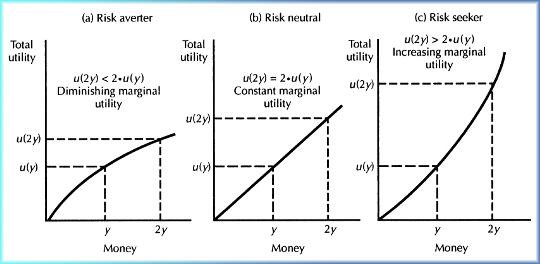 (a) Risk averter
Total
utility
u(2y) < 2•u(y)
Diminishing marginal
utility
u(2y)
u(y)
y
2y
Money
(b) Risk neutral
Total
utility
u(2y) = 2•u(y)
Constant marginal
utility
u(2y)
u(y)
y
2y
Money
(c) Risk seeker
Total
utility
u(2y) > 2•u(y)
Increasing marginal
utility
u(2y)
u(y)
y
2y
Money